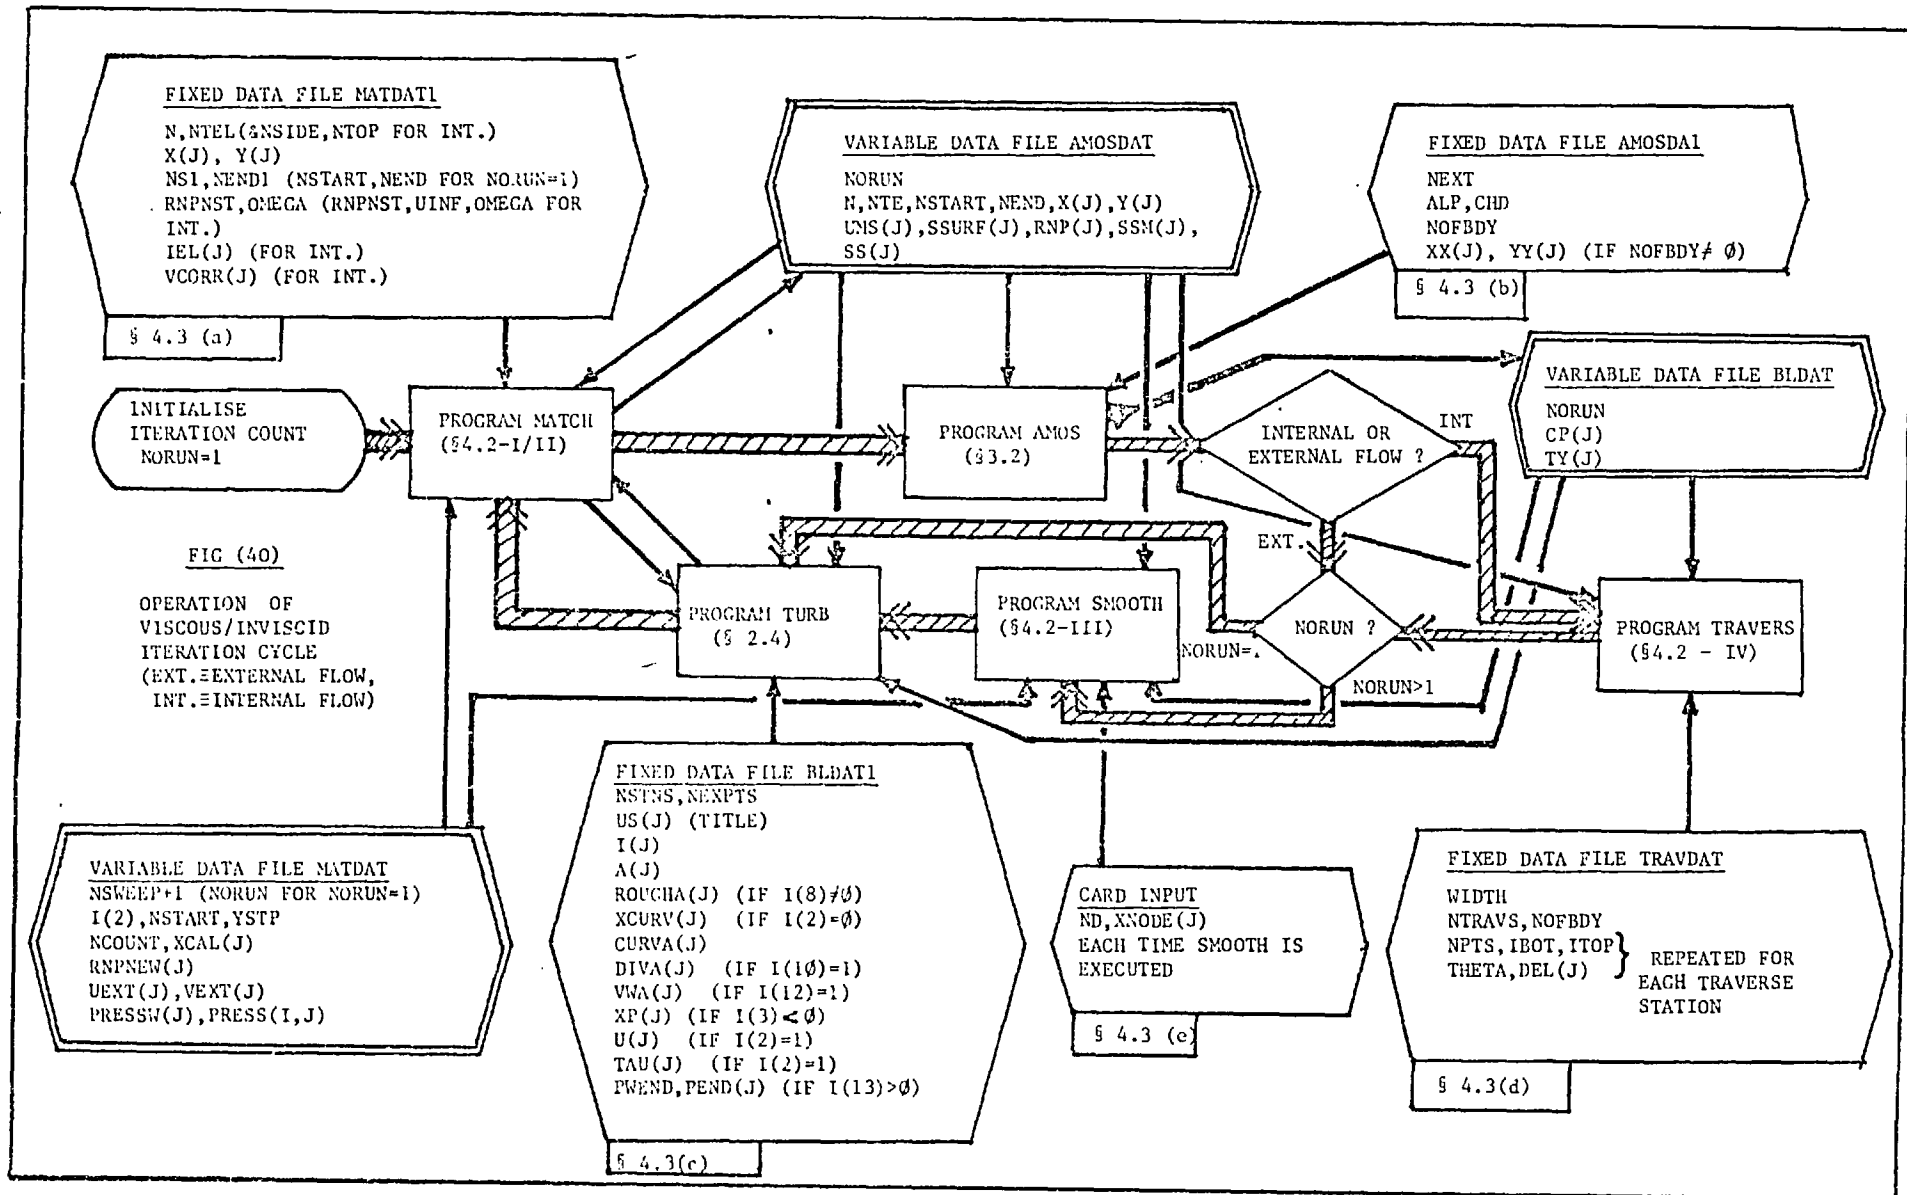 FIXED DATA FILE MATDAT1
N,NTEL(&NSIDE,NTOP FOR INT.)
X(J), Y(J)
NS1,NEND1 (NSTART,NEND FOR NORUN=1)
RNPNST,OMEGA (RNPNST,UINF,OMEGA FOR
INT.)
IEL(J) (FOR INT.)
VCORR(J) (FOR INT.)
§ 4.3 (a)
VARIABLE DATA FILE AMOSDAT
NORUN
N,NTE,NSTART,NEND,X(J),Y(J)
UMS(J),SSURF(J),RNP(J),SSM(J),
SS(J)
FIXED DATA FILE AMOSDA1
NEXT
ALP,CHD
NOFBDY
XX(J), YY(J) (IF NOFBDY≠ Ø)
§ 4.3 (b)
INITIALISE
ITERATION COUNT
NORUN=1
PROGRAM MATCH
(§4.2-I/II)
PROGRAM AMOS
(§3.2)
INTERNAL OR
EXTERNAL FLOW ?
INT
EXT.
VARIABLE DATA FILE BLDAT
NORUN
CP(J)
TY(J)
FIG (40)
OPERATION OF
VISCOUS/INVISCID
ITERATION CYCLE
(EXT.≡EXTERNAL FLOW,
INT.≡INTERNAL FLOW)
PROGRAM TURB
(§ 2.4)
PROGRAM SMOOTH
(§4.2-III)
NORUN=
NORUN ?
NORUN>1
PROGRAM TRAVERS
(§4.2 - IV)
VARIABLE DATA FILE MATDAT
NSWEEP+1 (NORUN FOR NORUN=1)
I(2),NSTART,YSTP
NCOUNT,XCAL(J)
RNPNEW(J)
UEXT(J),VEXT(J)
PRESSW(J),PRESS(I,J)
FIXED DATA FILE BLDAT1
NSTNS,NEXPTS
US(J) (TITLE)
I(J)
A(J)
ROUGHA(J) (IF I(8)≠Ø)
XCURV(J) (IF I(2)=Ø)
CURVA(J)
DIVA(J) (IF I(1Ø)=1)
VWA(J) (IF I(12)=1)
XP(J) (IF I(3)<Ø)
U(J) (IF I(2)=1)
TAU(J) (IF I(2)=1)
PWEND,PEND(J) (IF I(13)>Ø)
§ 4.3(c)
CARD INPUT
ND,XNODE(J)
EACH TIME SMOOTH IS
EXECUTED
§ 4.3 (e)
FIXED DATA FILE TRAVDAT
WIDTH
NTRAVS,NOFBDY
NPTS,IBOT,ITOP
THETA,DEL(J)
} REPEATED FOR
EACH TRAVERSE
STATION
§ 4.3(d)